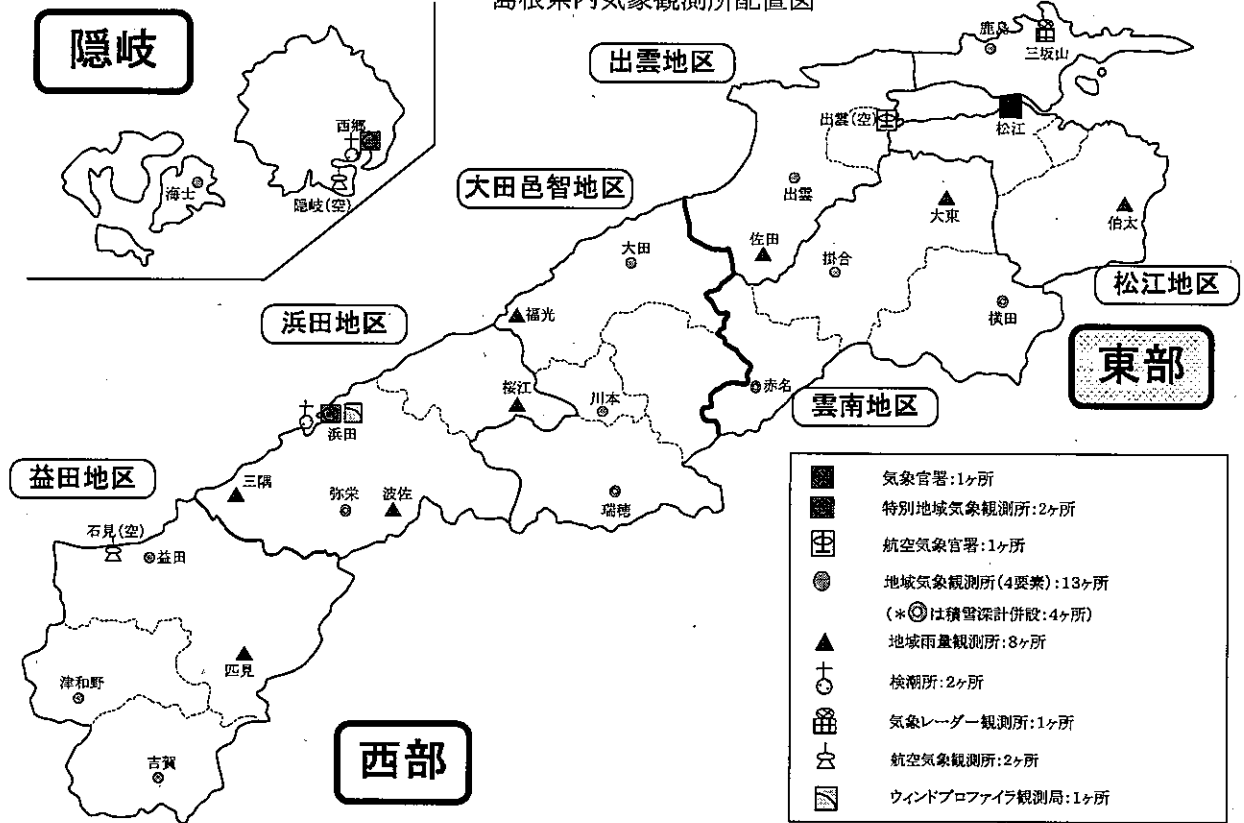 島根県内気象観測所配置図
隠岐
西郷
海士
隠岐(空)
出雲地区
鹿島
三坂山
出雲(空)
松江
大田邑智地区
出雲
大東
伯太
佐田
掛合
大田
松江地区
横田
東部
浜田地区
福光
赤名
雲南地区
桜江
川本
浜田
益田地区
三隅
弥栄
波佐
瑞穂
石見(空)
益田
匹見
津和野
吉賀
西部
気象官署:1ヶ所
特別地域気象観測所:2ヶ所
航空気象官署:1ヶ所
地域気象観測所(4要素):13ヶ所
(*◎は積雪深計併設:4ヶ所)
地域雨量観測所:8ヶ所
検潮所:2ヶ所
気象レーダー観測所:1ヶ所
航空気象観測所:2ヶ所
ウィンドプロファイラ観測局:1ヶ所